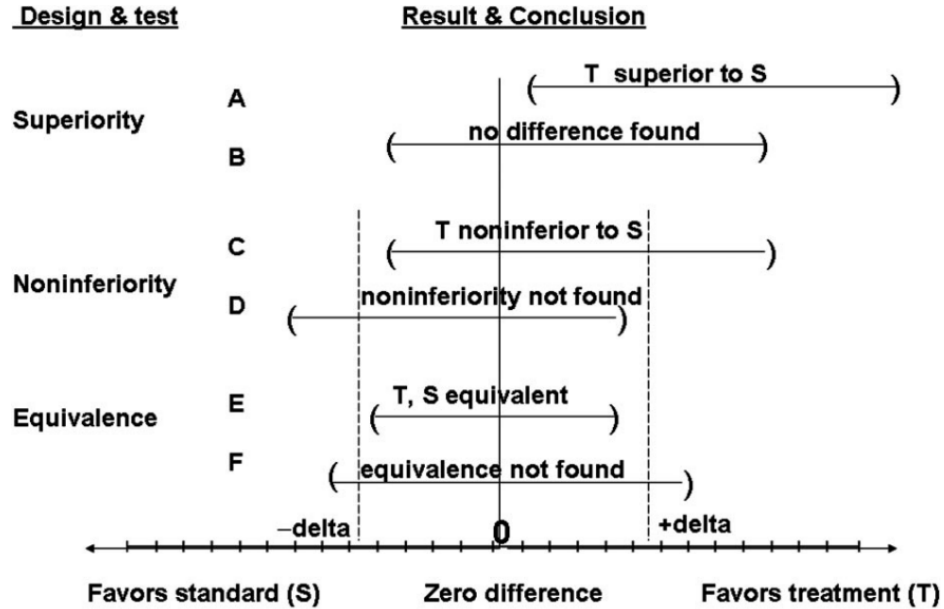 Design & test Result & Conclusion
A ( T superior to S )
Superiority
B ( no difference found )
C ( T noninferior to S )
Noninferiority
D ( noninferiority not found )
E ( T, S equivalent )
Equivalence
F ( equivalence not found )
−delta 0 +delta
Favors standard (S) Zero difference Favors treatment (T)